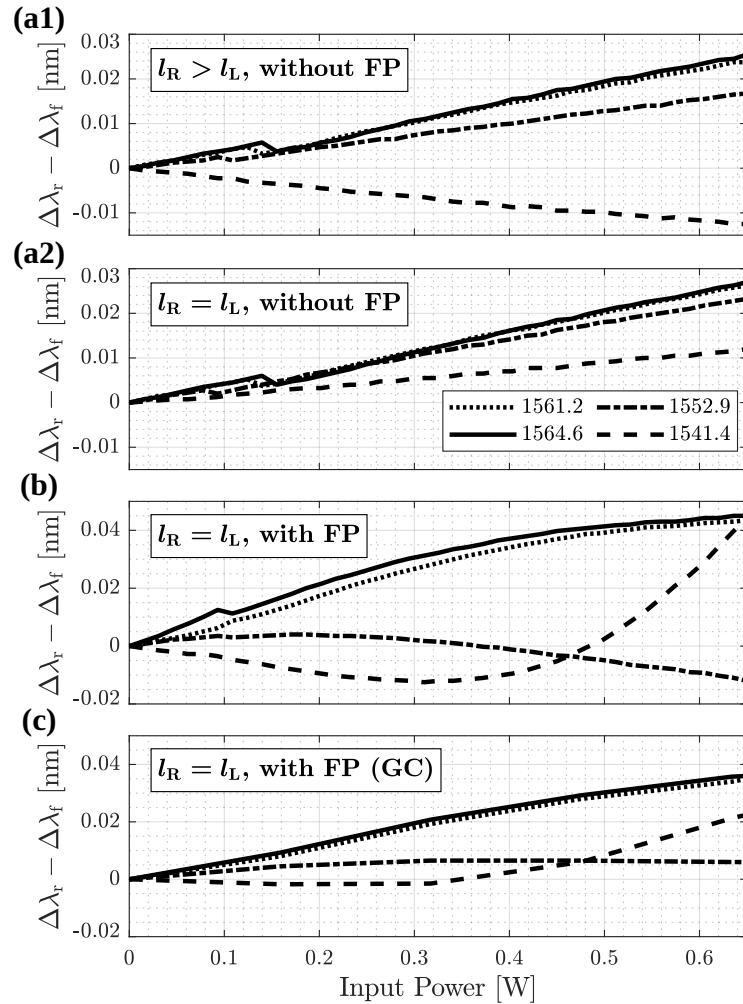 (a1)
0.03
0.02
0.01
0
-0.01
Δλr − Δλf [nm]
lR > lL, without FP
(a2)
0.03
0.02
0.01
0
-0.01
Δλr − Δλf [nm]
lR = lL, without FP
1561.2 1552.9
1564.6 1541.4
(b)
0.04
0.02
0
-0.02
Δλr − Δλf [nm]
lR = lL, with FP
(c)
0.04
0.02
0
-0.02
Δλr − Δλf [nm]
lR = lL, with FP (GC)
0 0.1 0.2 0.3 0.4 0.5 0.6
Input Power [W]